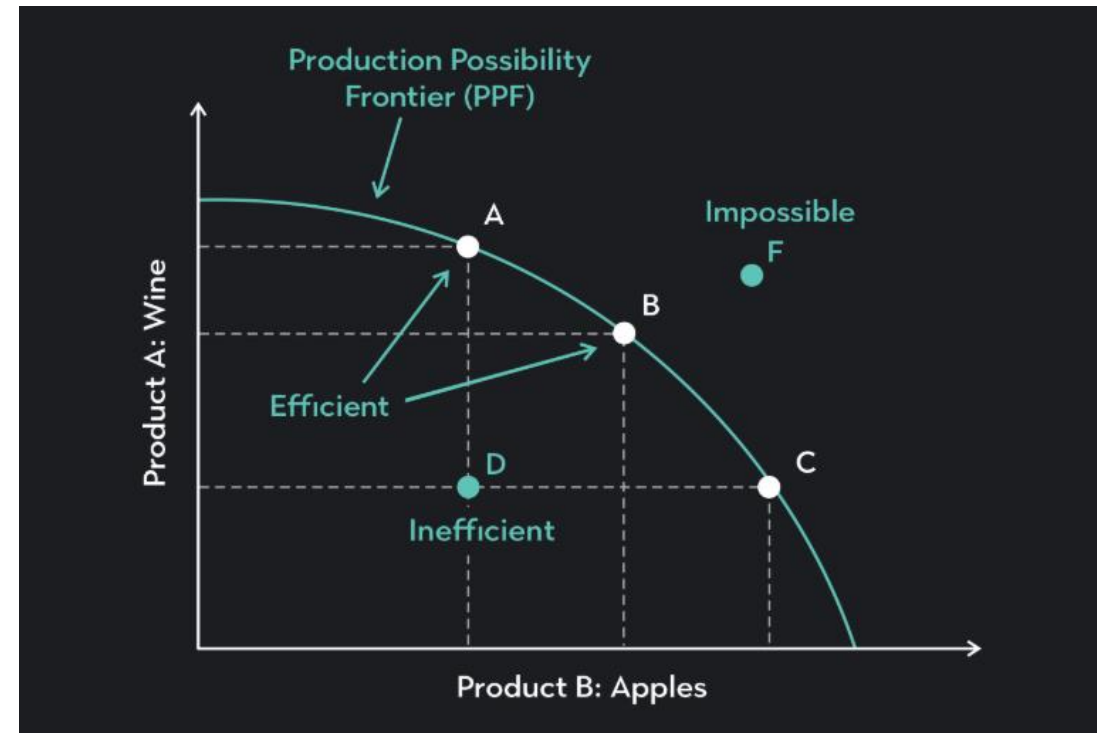 Production Possibility
Frontier (PPF)
A
Impossible
F
B
Efficient
D
C
Inefficient
Product A: Wine
Product B: Apples